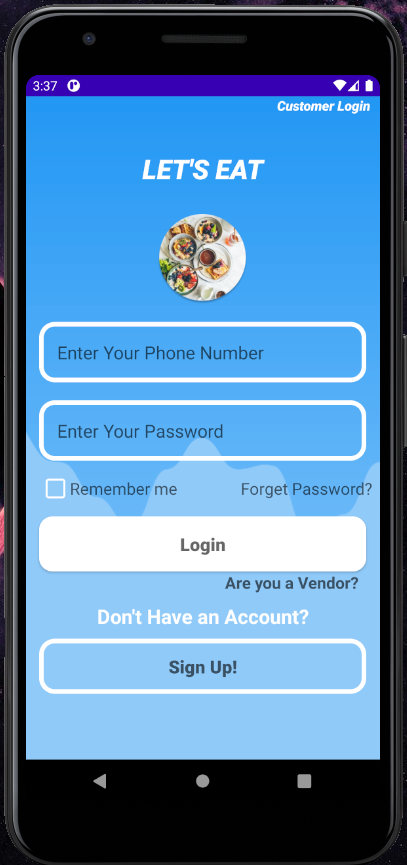 3:37
Customer Login
LET'S EAT
Enter Your Phone Number
Enter Your Password
Remember me Forget Password?
Login
Are you a Vendor?
Don't Have an Account?
Sign Up!